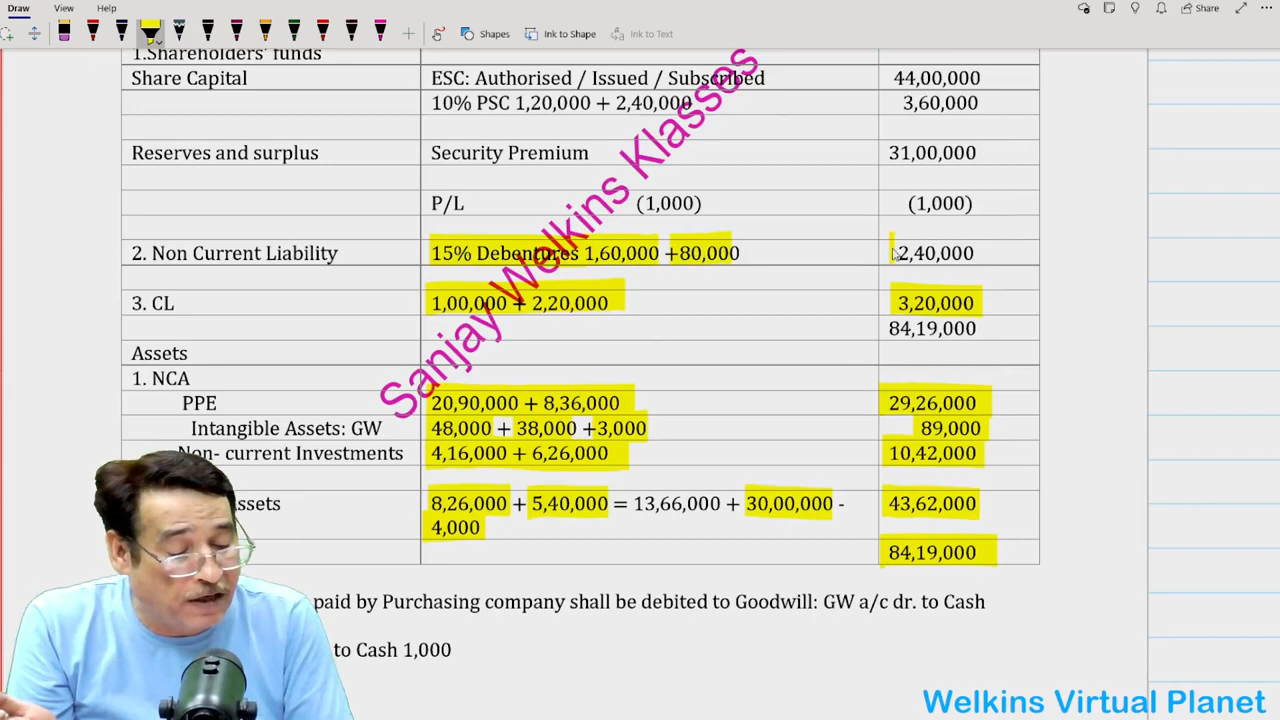 Draw View Help
Share
Shapes Ink to Shape Ink to Text
1.Shareholders' funds
Share Capital ESC: Authorised / Issued / Subscribed 44,00,000
10% PSC 1,20,000 + 2,40,000 3,60,000
Reserves and surplus Security Premium 31,00,000
P/L (1,000) (1,000)
2. Non Current Liability 15% Debentures 1,60,000 +80,000 2,40,000
3. CL 1,00,000 + 2,20,000 3,20,000
84,19,000
Assets
1. NCA
PPE 20,90,000 + 8,36,000 29,26,000
Intangible Assets: GW 48,000 + 38,000 +3,000 89,000
Non- current Investments 4,16,000 + 6,26,000 10,42,000
Assets 8,26,000 + 5,40,000 = 13,66,000 + 30,00,000 - 43,62,000
4,000
84,19,000
paid by Purchasing company shall be debited to Goodwill: GW a/c dr. to Cash
to Cash 1,000
Sanjay Welkins Klasses
Welkins Virtual Planet